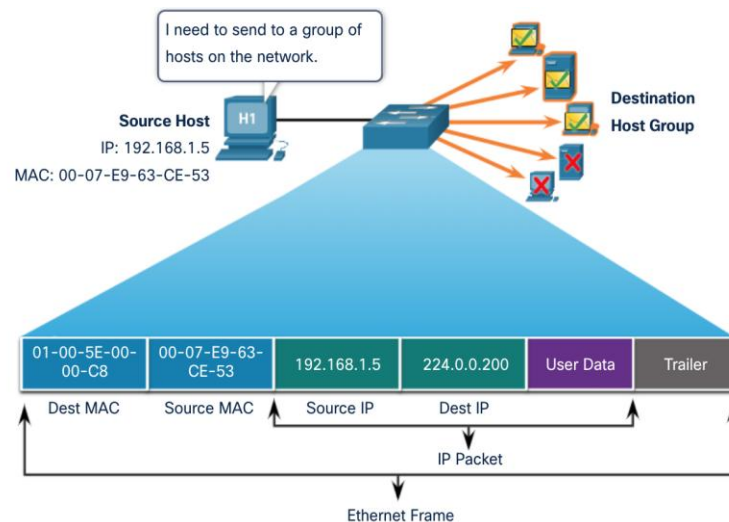 I need to send to a group of
hosts on the network.
H1
Source Host
IP: 192.168.1.5
MAC: 00-07-E9-63-CE-53
Destination
Host Group
01-00-5E-00-
00-C8
00-07-E9-63-
CE-53
192.168.1.5
224.0.0.200
User Data
Trailer
Dest MAC
Source MAC
Source IP
Dest IP
IP Packet
Ethernet Frame